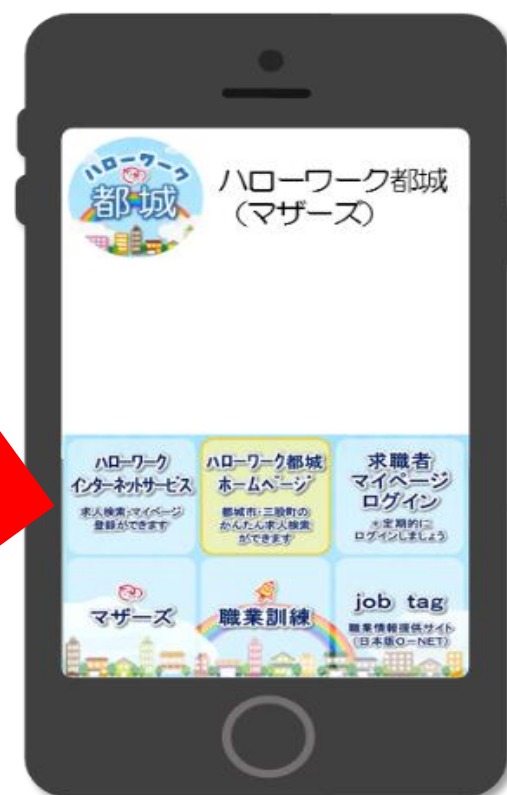 ハローワーク
都城
ハローワーク都城
(マザーズ)
ハローワーク
インターネットサービス
求人検索・マイページ
登録ができます
ハローワーク都城
ホームページ
都城市・三股町の
かんたん求人検索
ができます
求職者
マイページ
ログイン
*定期的に
ログインしましょう
マザーズ
職業訓練
job tag
職業情報提供サイト
(日本版O-NET)